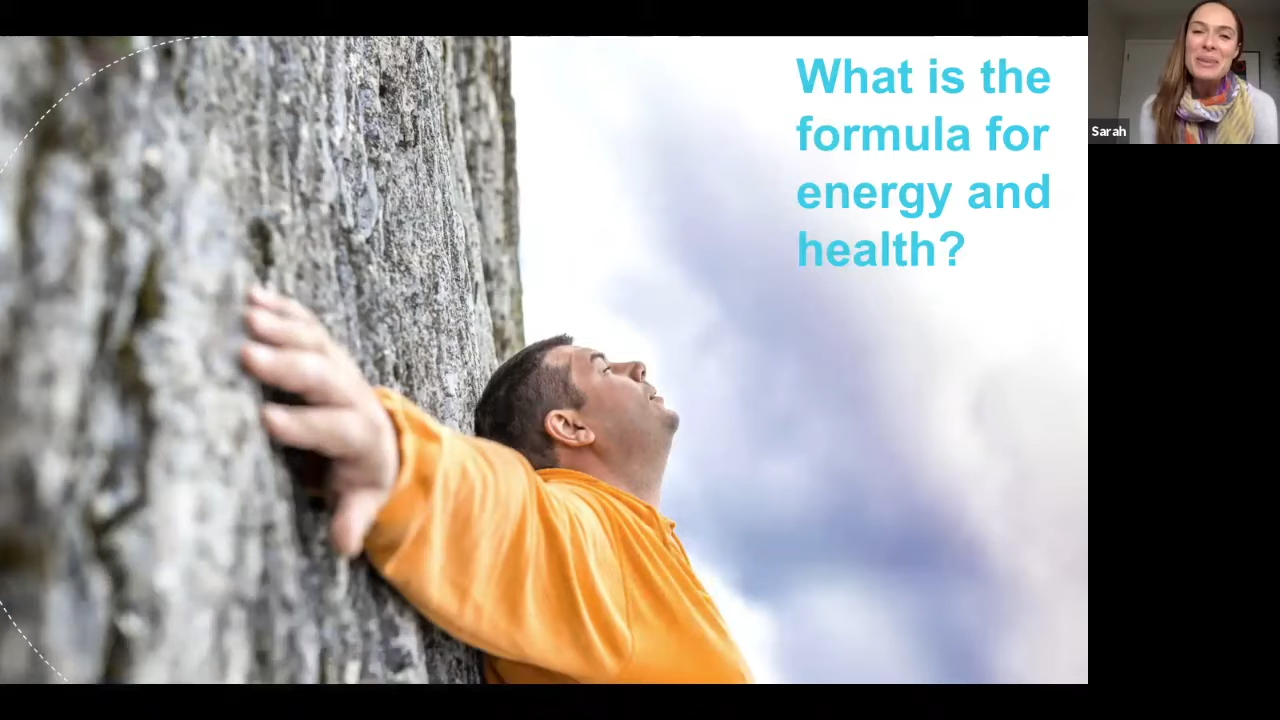 What is the
formula for
energy and
health?
Sarah